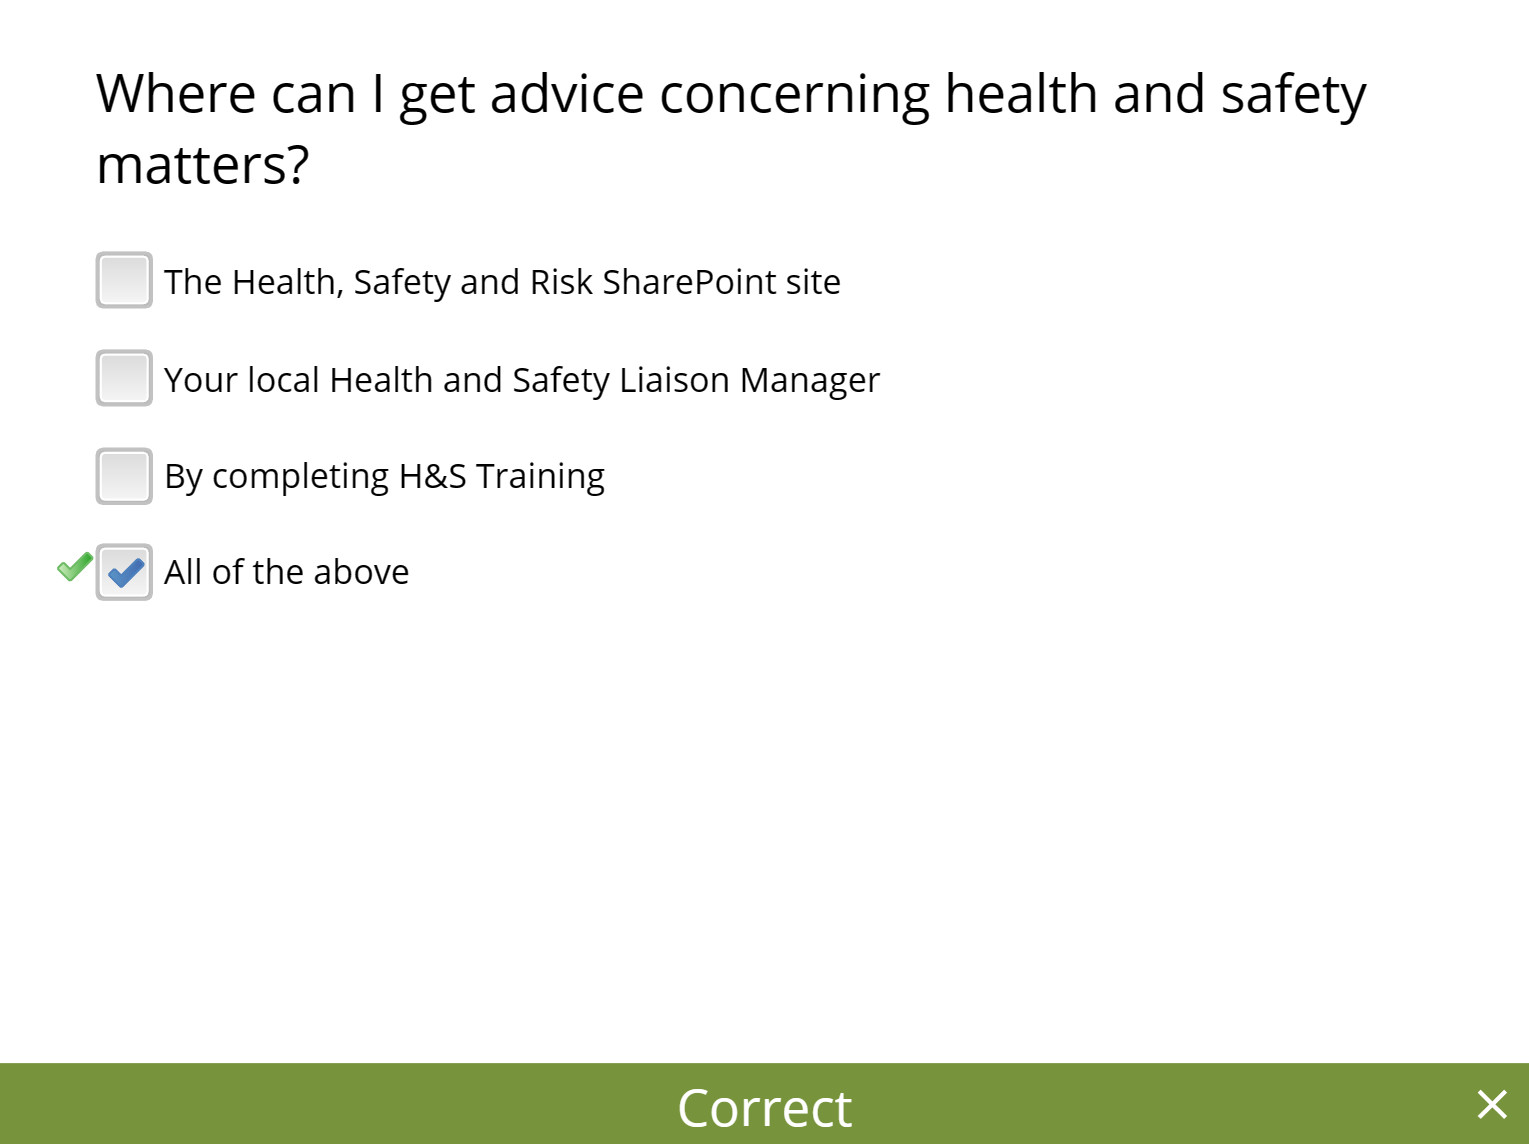 Where can I get advice concerning health and safety
matters?
The Health, Safety and Risk SharePoint site
Your local Health and Safety Liaison Manager
By completing H&S Training
All of the above
Correct